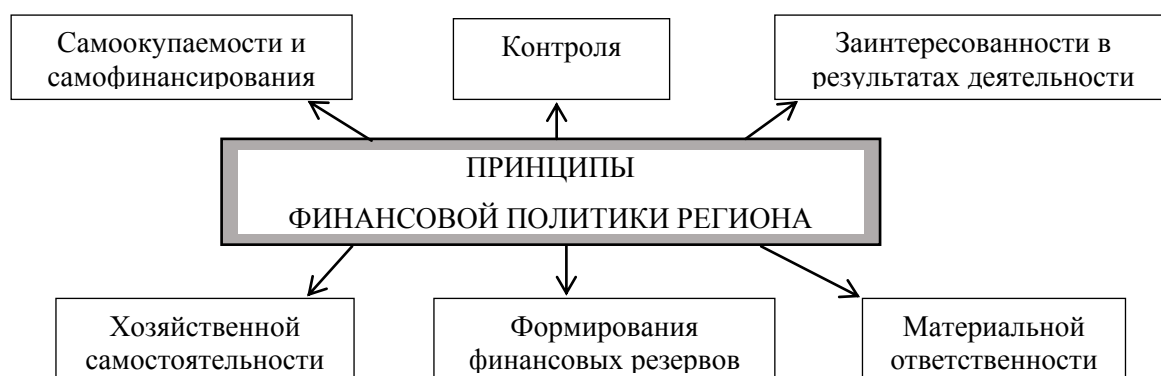 Самоокупаемости и
самофинансирования
Контроля
Заинтересованности в
результатах деятельности
ПРИНЦИПЫ
ФИНАНСОВОЙ ПОЛИТИКИ РЕГИОНА
Хозяйственной
самостоятельности
Формирования
финансовых резервов
Материальной
ответственности